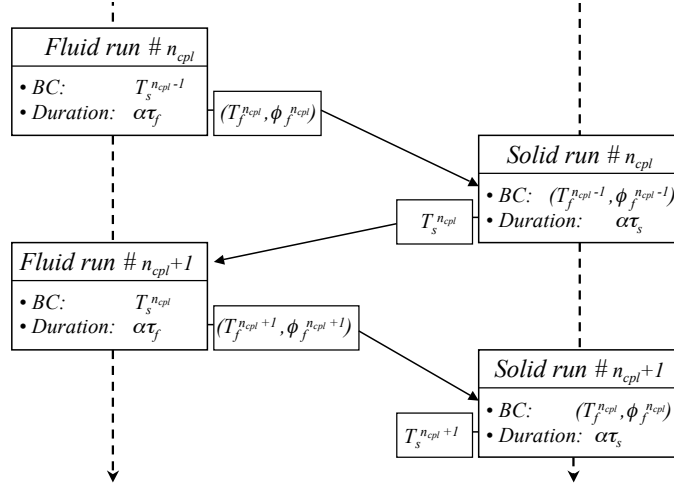 Fluid run # n_cpl
• BC: T_s^{n_cpl-1}
• Duration: ατ_f
(T_f^{n_cpl}, ϕ_f^{n_cpl})
Solid run # n_cpl
• BC: (T_f^{n_cpl-1}, ϕ_f^{n_cpl-1})
• Duration: ατ_s
T_s^{n_cpl}
Fluid run # n_cpl+1
• BC: T_s^{n_cpl}
• Duration: ατ_f
(T_f^{n_cpl+1}, ϕ_f^{n_cpl+1})
Solid run # n_cpl+1
• BC: (T_f^{n_cpl}, ϕ_f^{n_cpl})
• Duration: ατ_s
T_s^{n_cpl+1}